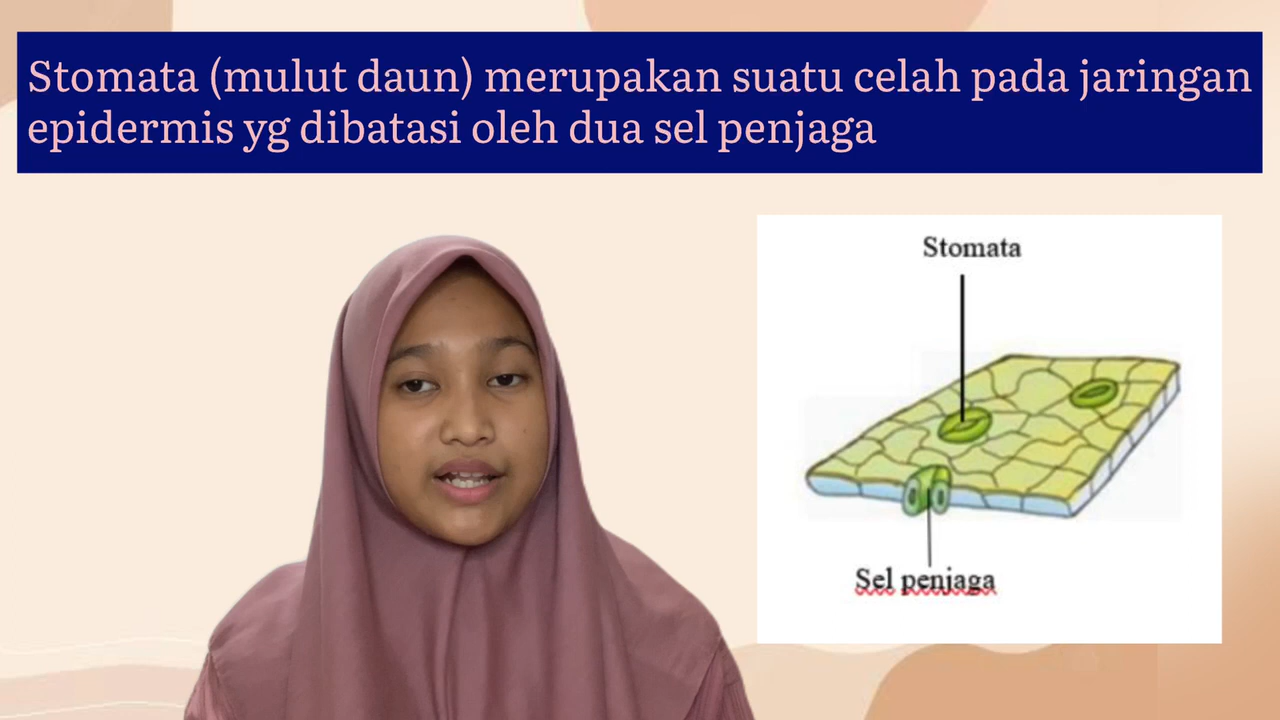 Stomata (mulut daun) merupakan suatu celah pada jaringan
epidermis yg dibatasi oleh dua sel penjaga
Stomata
Sel penjaga